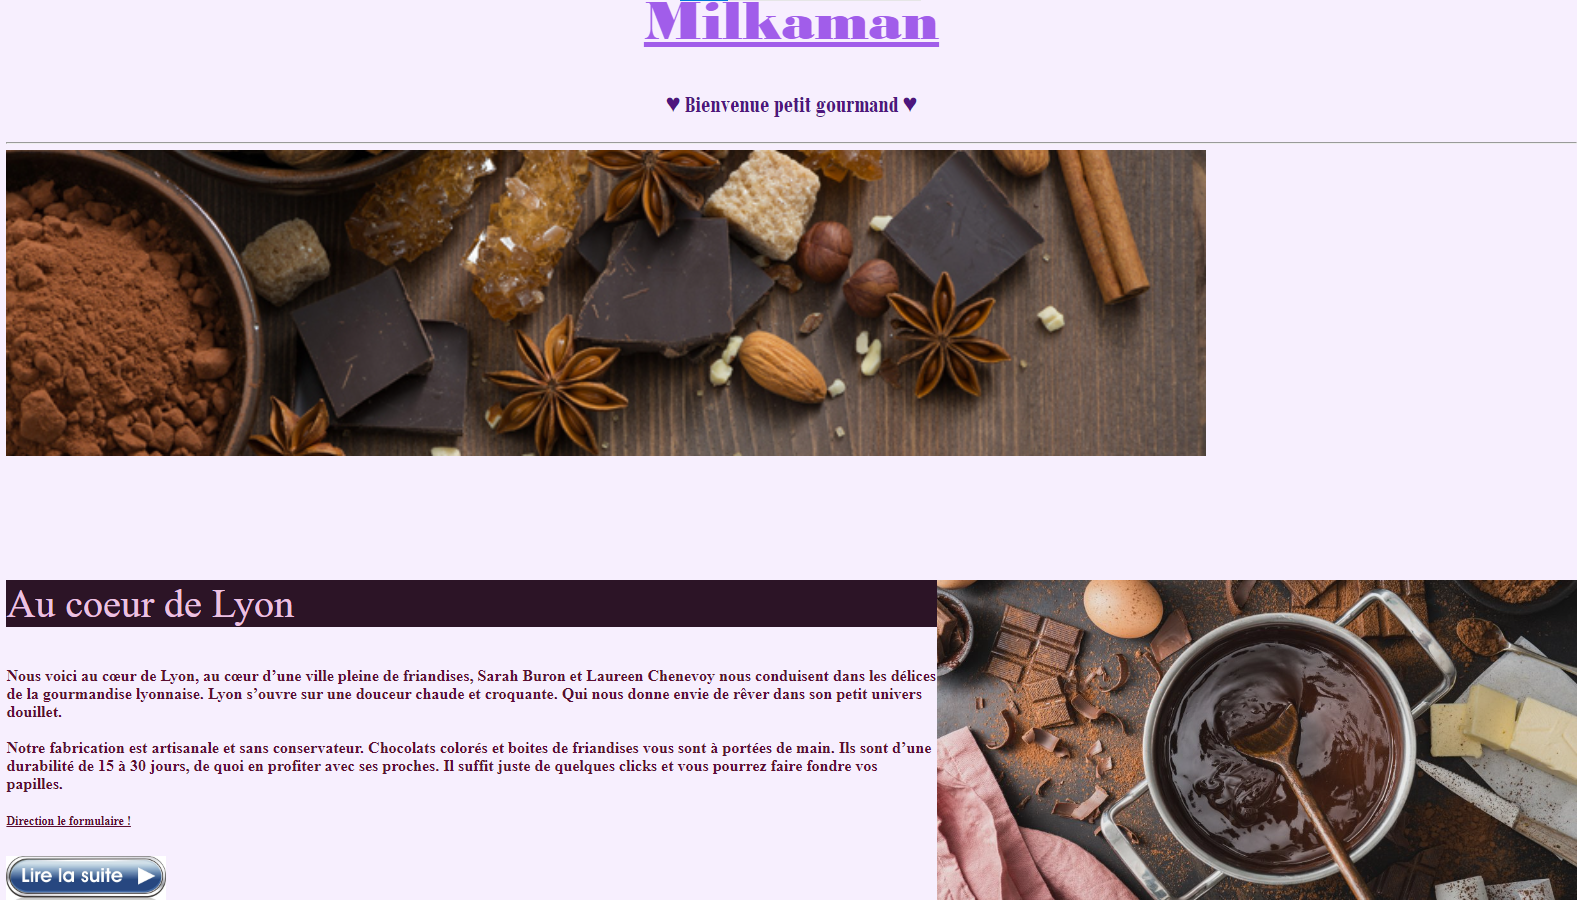 Milkaman
♥ Bienvenue petit gourmand ♥
Au coeur de Lyon
Nous voici au cœur de Lyon, au cœur d’une ville pleine de friandises, Sarah Buron et Laureen Chenevoy nous conduisent dans les délices
de la gourmandise lyonnaise. Lyon s’ouvre sur une douceur chaude et croquante. Qui nous donne envie de rêver dans son petit univers
douillet.
Notre fabrication est artisanale et sans conservateur. Chocolats colorés et boites de friandises vous sont à portées de main. Ils sont d’une
durabilité de 15 à 30 jours, de quoi en profiter avec ses proches. Il suffit juste de quelques clicks et vous pourrez faire fondre vos
papilles.
Direction le formulaire !
Lire la suite